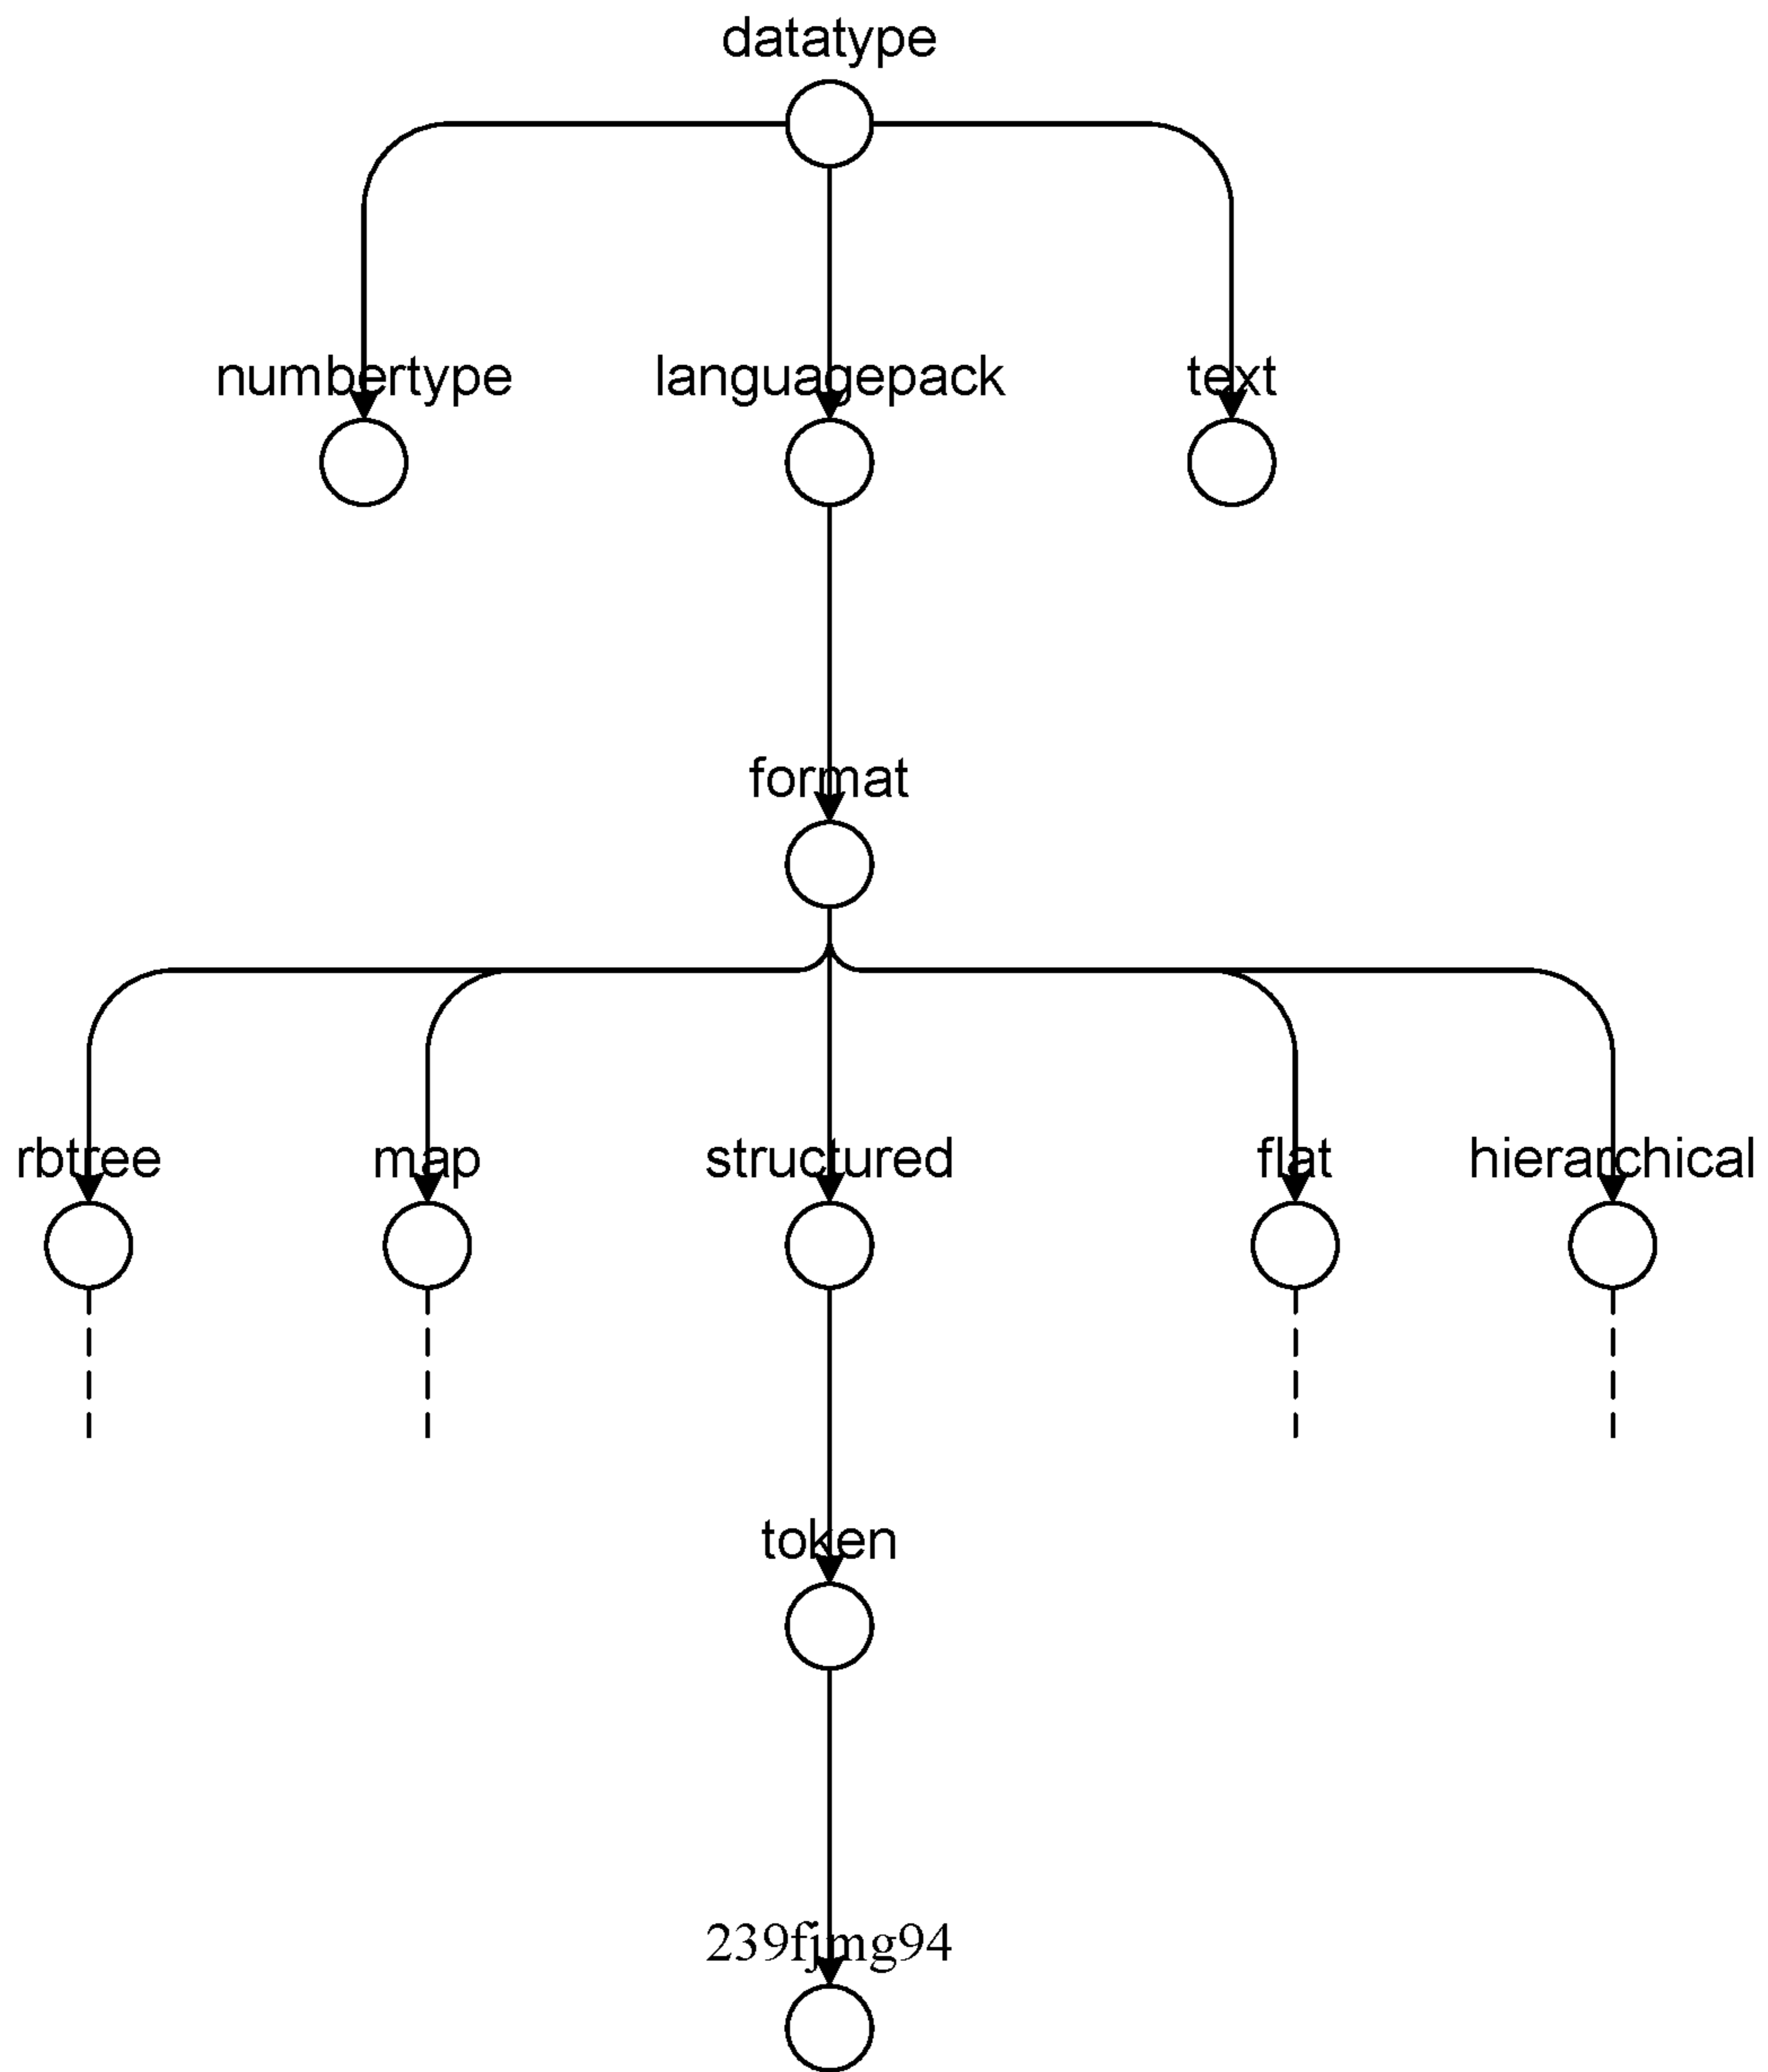 datatype
numbertype languagepack text
format
rbtree map structured flat hierarchical
token
239fjmg94